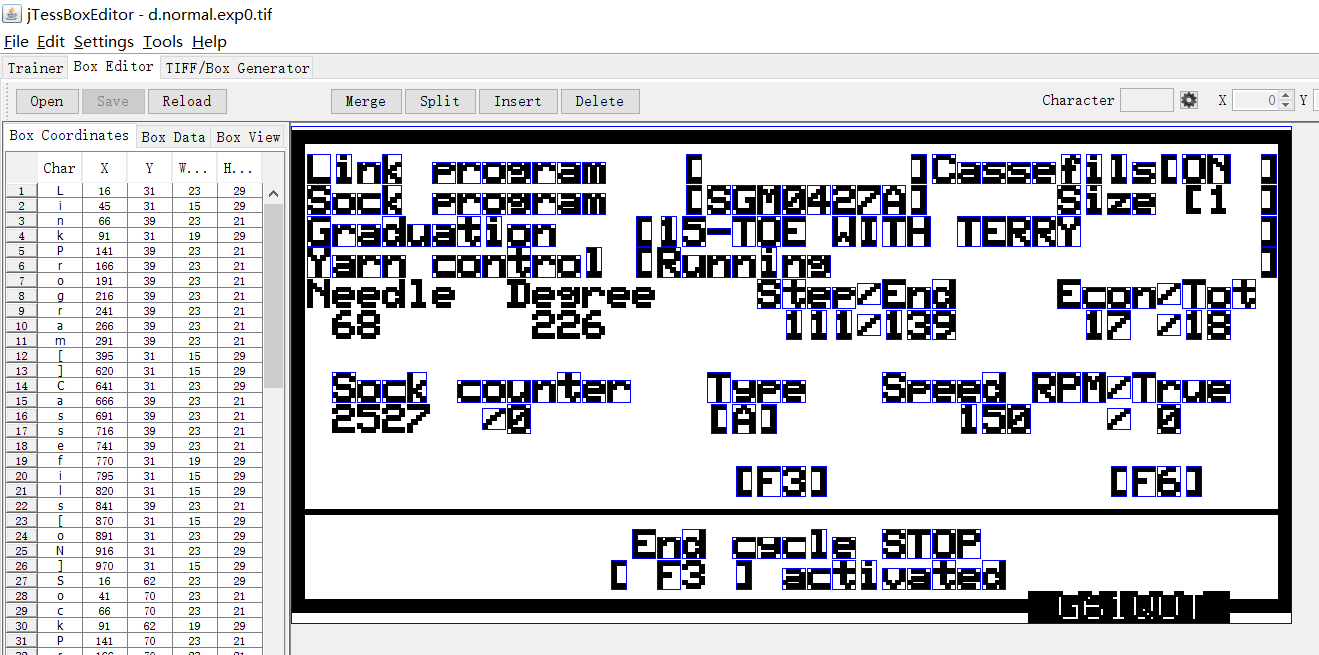 jTessBoxEditor - d.normal.exp0.tif
File Edit Settings Tools Help
Trainer Box Editor TIFF/Box Generator
Open Save Reload Merge Split Insert Delete Character X 0 Y
Box Coordinates Box Data Box View
Char X Y W... H...
1 L 16 31 23 29
2 i 45 31 15 29
3 n 66 39 23 21
4 k 91 31 19 29
5 P 141 39 23 21
6 r 166 39 23 21
7 o 191 39 23 21
8 g 216 39 23 21
9 r 241 39 23 21
10 a 266 39 23 21
11 m 291 39 23 21
12 [ 395 31 15 29
13 ] 620 31 15 29
14 C 641 31 23 29
15 a 666 39 23 21
16 s 691 39 23 21
17 s 716 39 23 21
18 e 741 39 23 21
19 f 770 31 19 29
20 i 795 31 15 29
21 l 820 31 15 29
22 s 841 39 23 21
23 [ 870 31 15 29
24 o 891 31 23 29
25 N 916 31 23 29
26 ] 970 31 15 29
27 S 16 62 23 29
28 o 41 70 23 21
29 c 66 70 23 21
30 k 91 62 19 29
31 P 141 70 23 21
Link program [ ]Cassefils[ON ]
Sock program [SGM0427A] Size [1 ]
Graduation [15-TOE WITH TERRY ]
Yarn control [Running ]
Needle Degree Step/End Econ/Tot
68 226 111/139 17 /18
Sock counter Type Speed RPM/True
2527 /0 [A] 150 / 0
[F3] [F6]
End cycle STOP
[ F3 ] activated